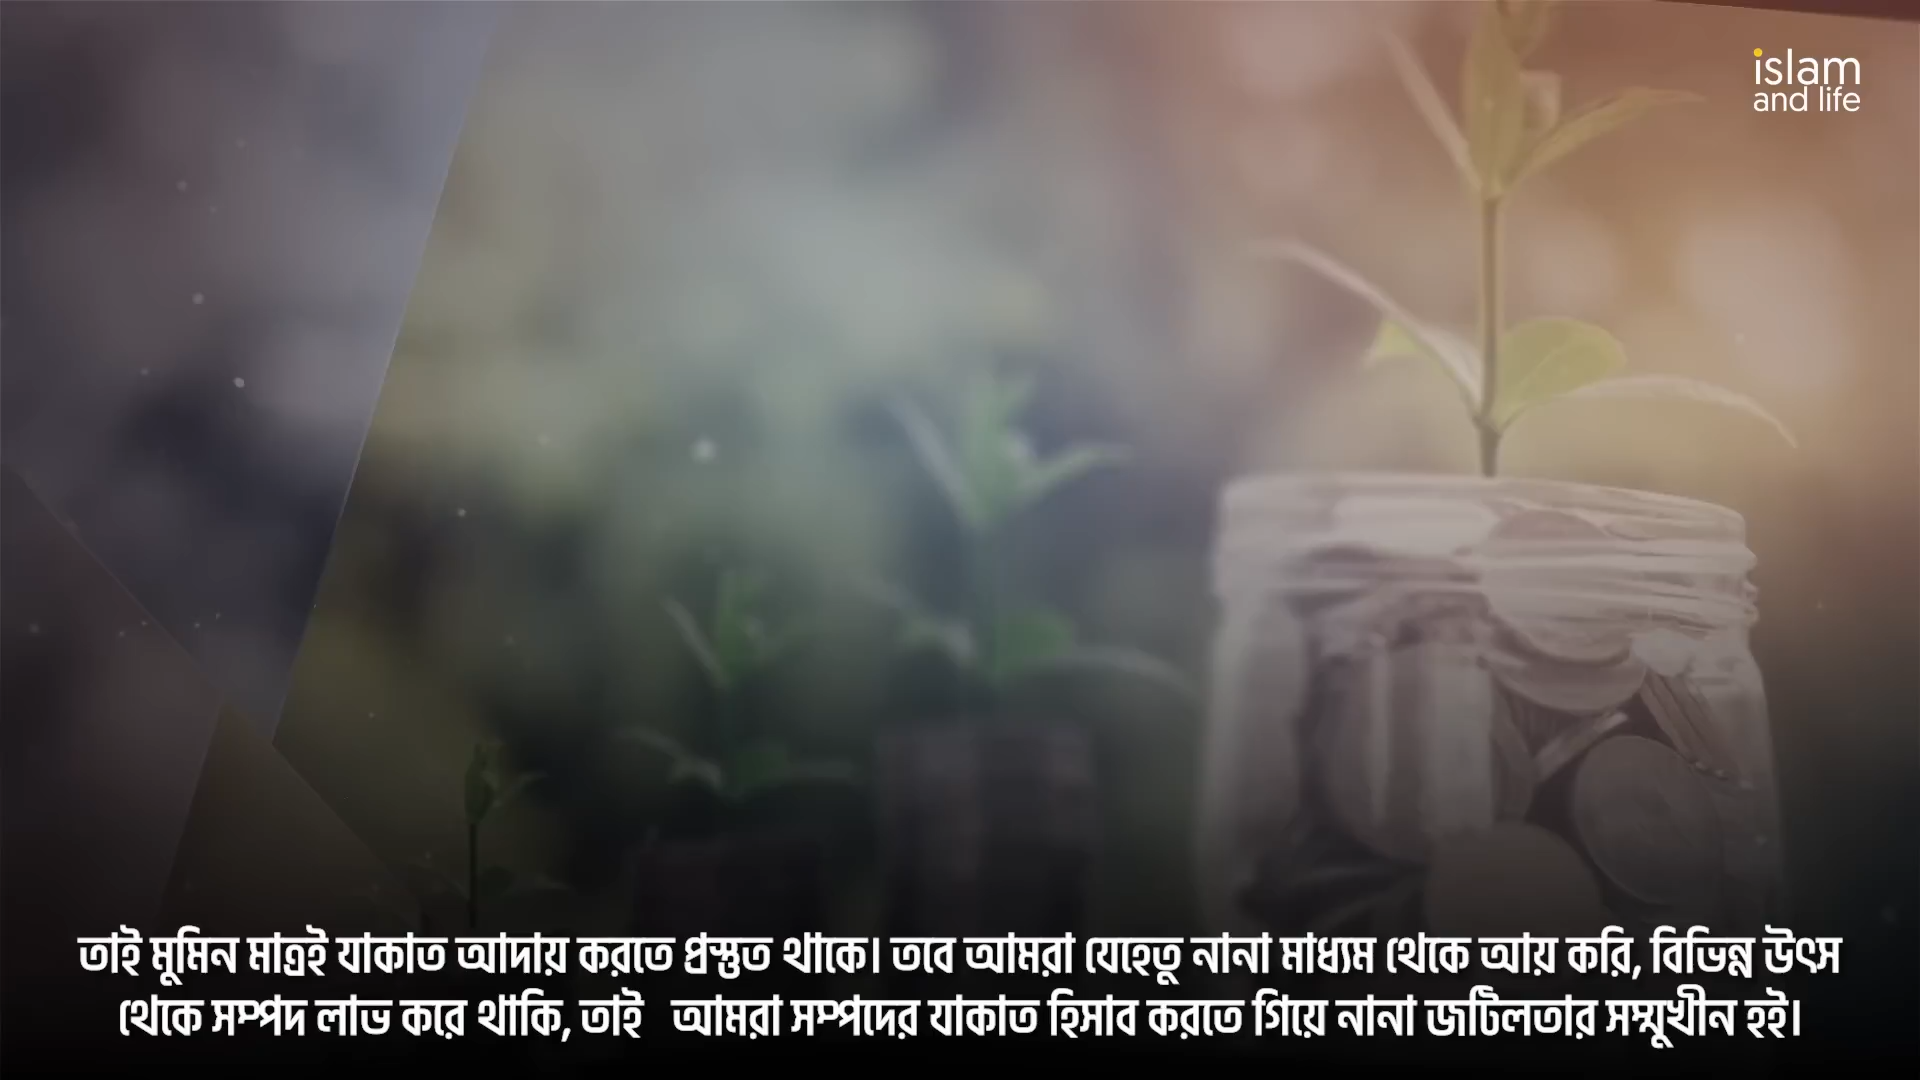 islam
and life
তাই মুমিন মাত্রই যাকাত আদায় করতে প্রস্তুত থাকে। তবে আমরা যেহেতু নানা মাধ্যম থেকে আয় করি, বিভিন্ন উৎস
থেকে সম্পদ লাভ করে থাকি, তাই আমরা সম্পদের যাকাত হিসাব করতে গিয়ে নানা জটিলতার সম্মুখীন হই।